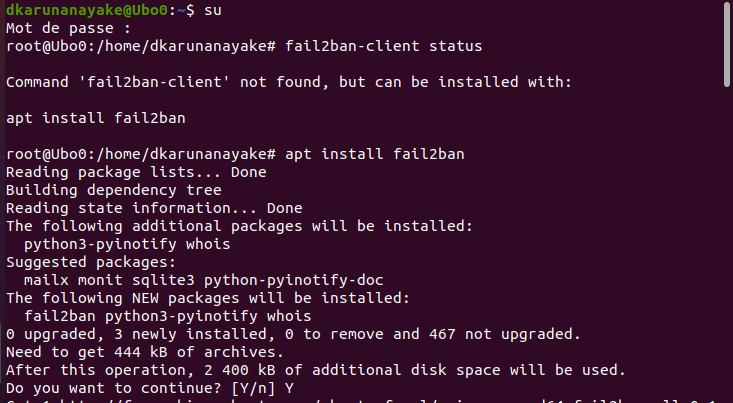 dkarunanayake@Ubo0:~$ su
Mot de passe :
root@Ubo0:/home/dkarunanayake# fail2ban-client status
Command 'fail2ban-client' not found, but can be installed with:
apt install fail2ban
root@Ubo0:/home/dkarunanayake# apt install fail2ban
Reading package lists... Done
Building dependency tree
Reading state information... Done
The following additional packages will be installed:
  python3-pyinotify whois
Suggested packages:
  mailx monit sqlite3 python-pyinotify-doc
The following NEW packages will be installed:
  fail2ban python3-pyinotify whois
0 upgraded, 3 newly installed, 0 to remove and 467 not upgraded.
Need to get 444 kB of archives.
After this operation, 2 400 kB of additional disk space will be used.
Do you want to continue? [Y/n] Y